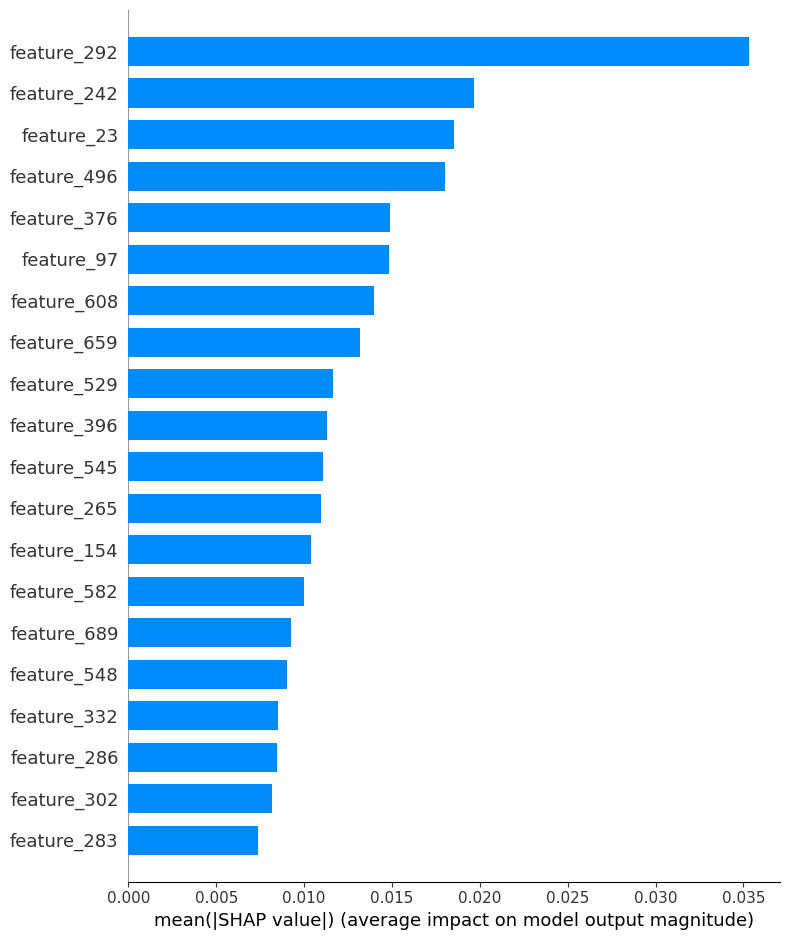 feature_292
feature_242
feature_23
feature_496
feature_376
feature_97
feature_608
feature_659
feature_529
feature_396
feature_545
feature_265
feature_154
feature_582
feature_689
feature_548
feature_332
feature_286
feature_302
feature_283
0.000 0.005 0.010 0.015 0.020 0.025 0.030 0.035
mean(|SHAP value|) (average impact on model output magnitude)